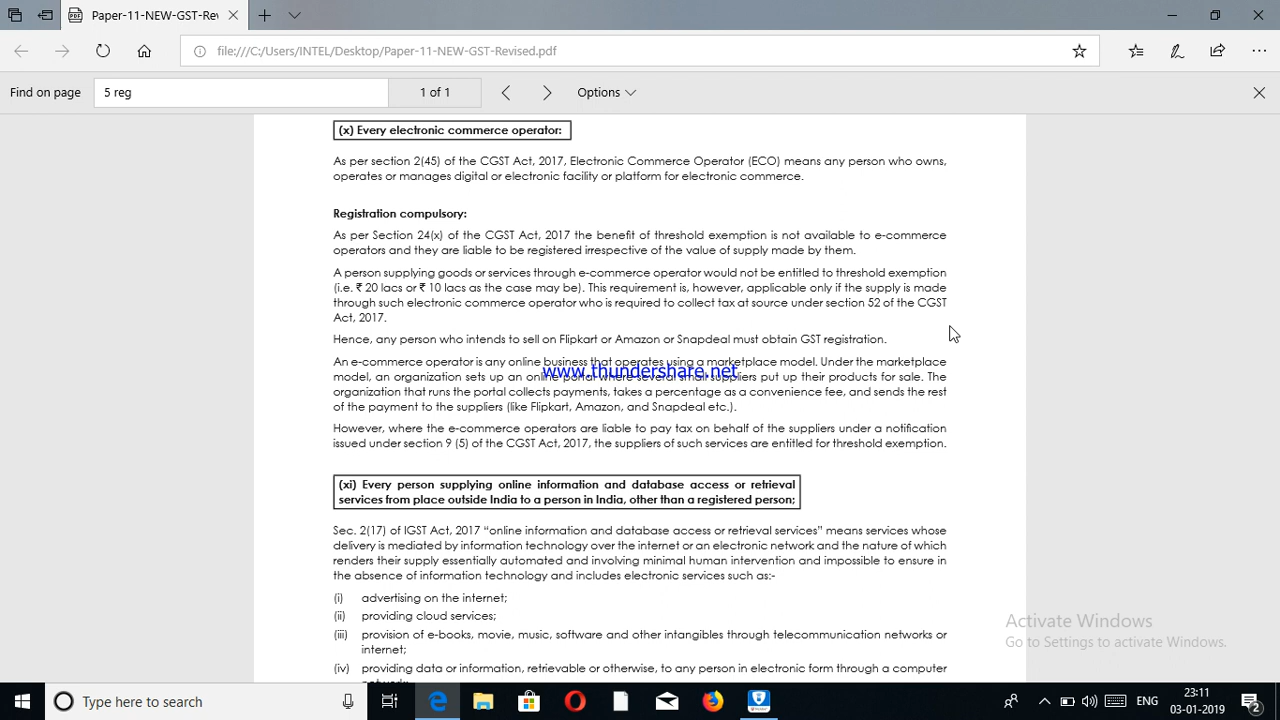 Paper-11-NEW-GST-Rev
file:///C:/Users/INTEL/Desktop/Paper-11-NEW-GST-Revised.pdf
Find on page
5 reg
1 of 1
Options
(x) Every electronic commerce operator:
As per section 2(45) of the CGST Act, 2017, Electronic Commerce Operator (ECO) means any person who owns,
operates or manages digital or electronic facility or platform for electronic commerce.
Registration compulsory:
As per Section 24(x) of the CGST Act, 2017 the benefit of threshold exemption is not available to e-commerce
operators and they are liable to be registered irrespective of the value of supply made by them.
A person supplying goods or services through e-commerce operator would not be entitled to threshold exemption
(i.e. ₹ 20 lacs or ₹ 10 lacs as the case may be). This requirement is, however, applicable only if the supply is made
through such electronic commerce operator who is required to collect tax at source under section 52 of the CGST
Act, 2017.
Hence, any person who intends to sell on Flipkart or Amazon or Snapdeal must obtain GST registration.
An e-commerce operator is any online business that operates using a marketplace model. Under the marketplace
www.thundershare.net
model, an organization sets up an online portal where several small suppliers put up their products for sale. The
organization that runs the portal collects payments, takes a percentage as a convenience fee, and sends the rest
of the payment to the suppliers (like Flipkart, Amazon, and Snapdeal etc.).
However, where the e-commerce operators are liable to pay tax on behalf of the suppliers under a notification
issued under section 9 (5) of the CGST Act, 2017, the suppliers of such services are entitled for threshold exemption.
(xi) Every person supplying online information and database access or retrieval
services from place outside India to a person in India, other than a registered person;
Sec. 2(17) of IGST Act, 2017 “online information and database access or retrieval services” means services whose
delivery is mediated by information technology over the internet or an electronic network and the nature of which
renders their supply essentially automated and involving minimal human intervention and impossible to ensure in
the absence of information technology and includes electronic services such as:-
(i) advertising on the internet;
(ii) providing cloud services;
(iii) provision of e-books, movie, music, software and other intangibles through telecommunication networks or
internet;
(iv) providing data or information, retrievable or otherwise, to any person in electronic form through a computer
Activate Windows
Go to Settings to activate Windows.
Type here to search
ENG
23:11
03-01-2019
2